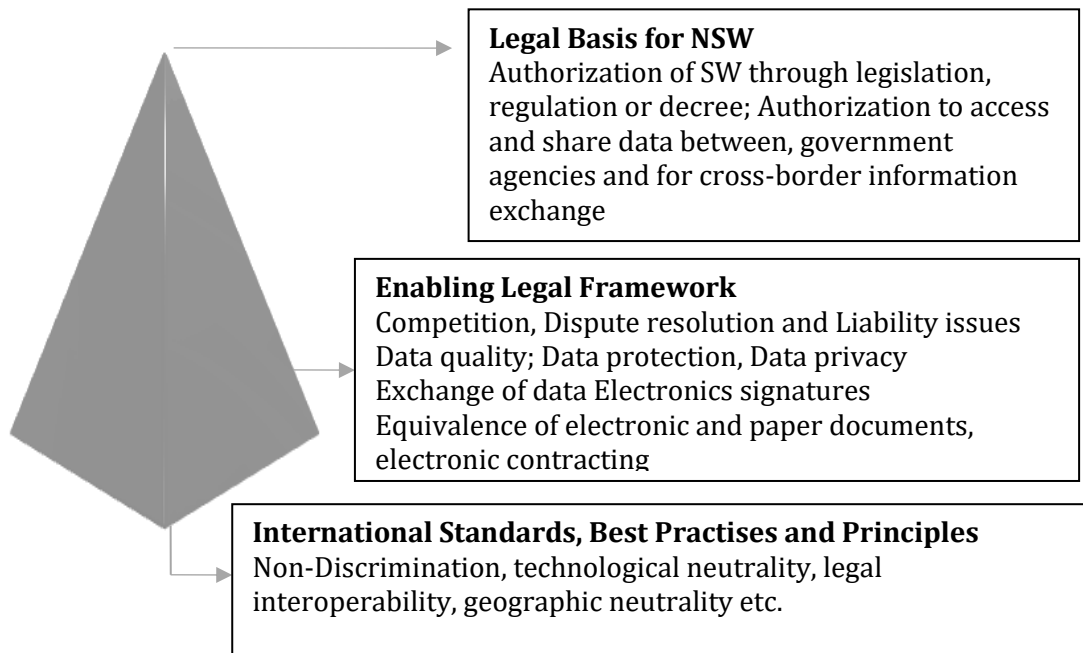 Legal Basis for NSW
Authorization of SW through legislation,
regulation or decree; Authorization to access
and share data between, government
agencies and for cross-border information
exchange
Enabling Legal Framework
Competition, Dispute resolution and Liability issues
Data quality; Data protection, Data privacy
Exchange of data Electronics signatures
Equivalence of electronic and paper documents,
electronic contracting
International Standards, Best Practises and Principles
Non-Discrimination, technological neutrality, legal
interoperability, geographic neutrality etc.